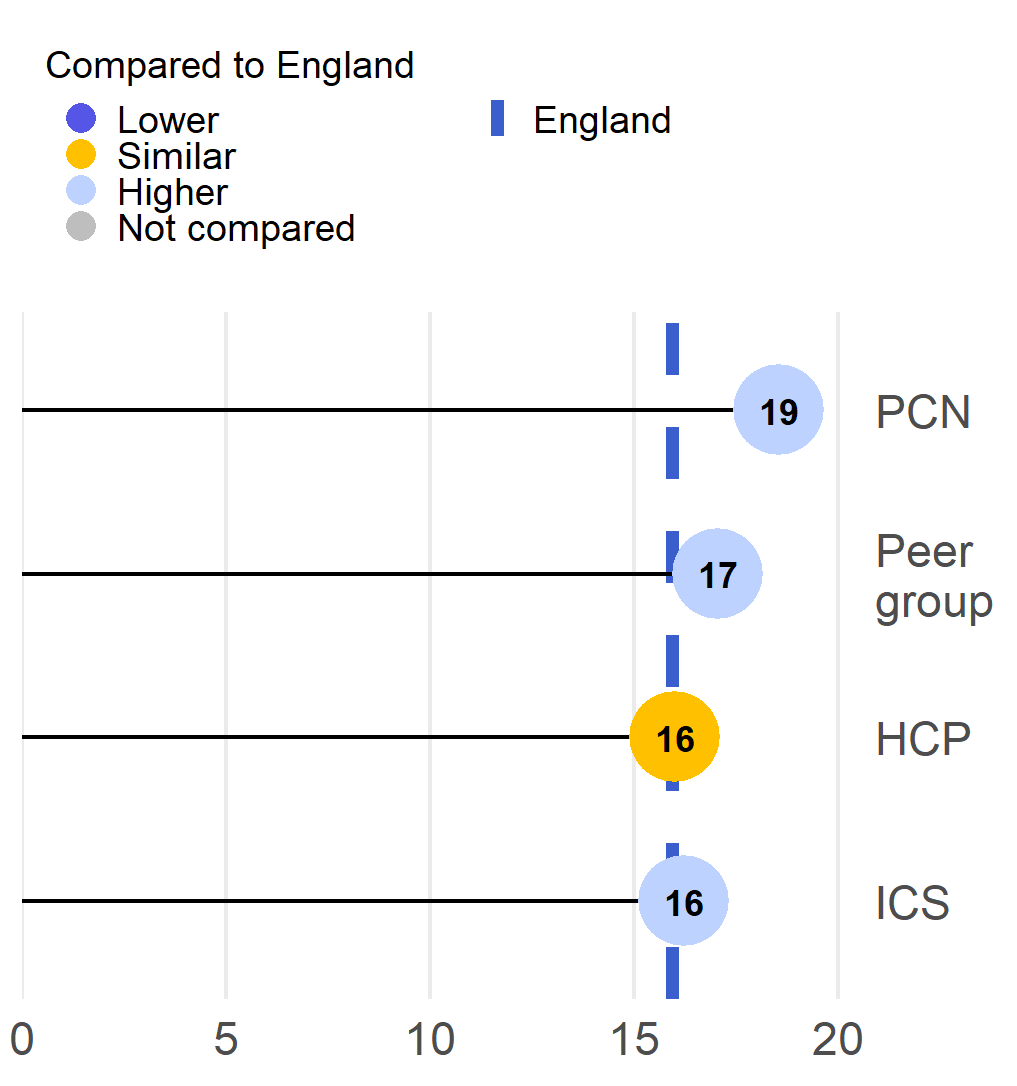 Compared to England
Lower
Similar
Higher
Not compared
England
19
PCN
17
Peer
group
16
HCP
16
ICS
0 5 10 15 20